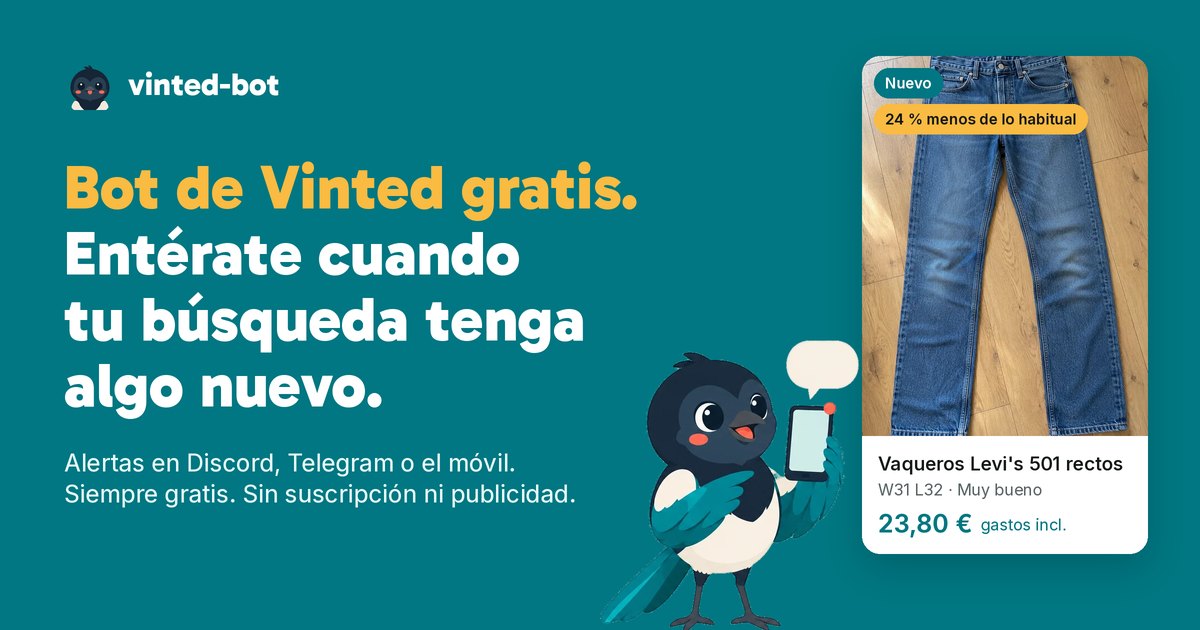 vinted-bot
Bot de Vinted gratis.
Entérate cuando
tu búsqueda tenga
algo nuevo.
Alertas en Discord, Telegram o el móvil.
Siempre gratis. Sin suscripción ni publicidad.
Nuevo
24 % menos de lo habitual
Vaqueros Levi's 501 rectos
W31 L32 · Muy bueno
23,80 € gastos incl.